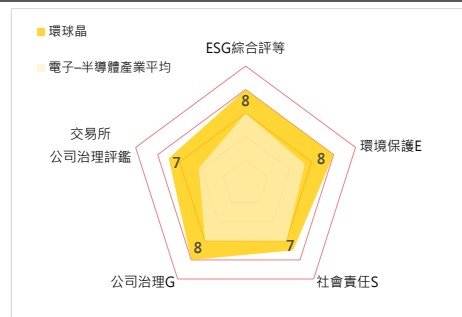 環球晶
電子–半導體產業平均
ESG綜合評等
8
環境保護E
8
社會責任S
7
公司治理G
8
交易所
公司治理評鑑
7